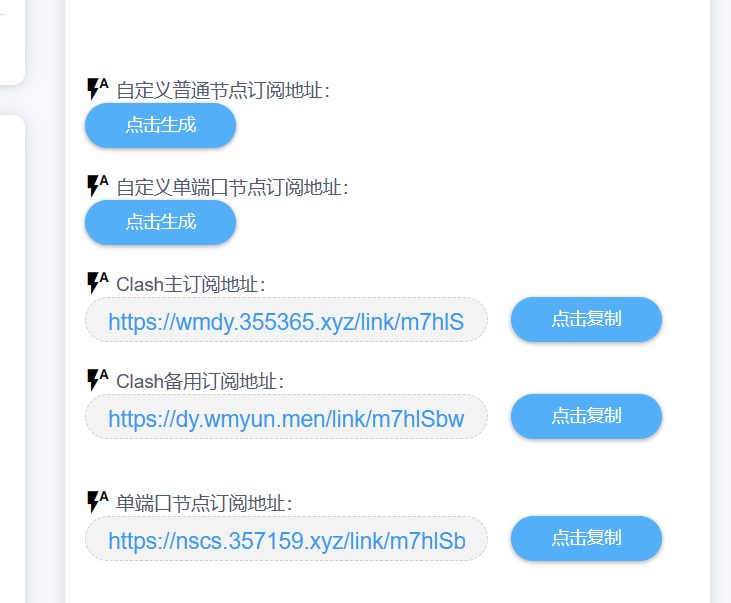 自定义普通节点订阅地址：
点击生成
自定义单端口节点订阅地址：
点击生成
Clash主订阅地址：
https://wmdy.355365.xyz/link/m7hlS 点击复制
Clash备用订阅地址：
https://dy.wmyun.men/link/m7hlSbw 点击复制
单端口节点订阅地址：
https://nscs.357159.xyz/link/m7hlSb 点击复制